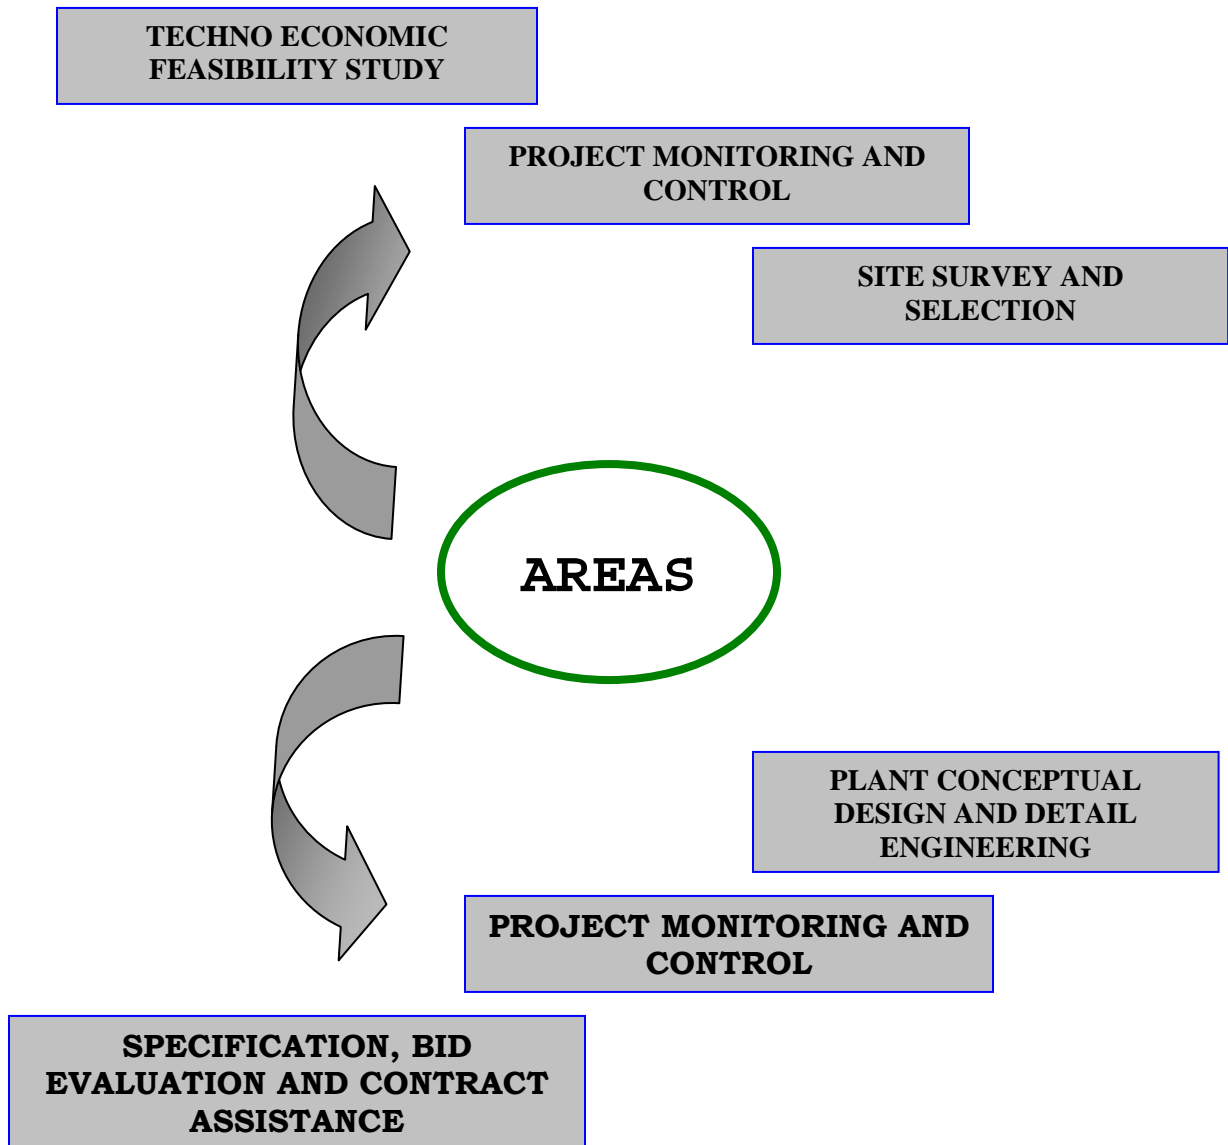 TECHNO ECONOMIC
FEASIBILITY STUDY
PROJECT MONITORING AND
CONTROL
SITE SURVEY AND
SELECTION
AREAS
PLANT CONCEPTUAL
DESIGN AND DETAIL
ENGINEERING
PROJECT MONITORING AND
CONTROL
SPECIFICATION, BID
EVALUATION AND CONTRACT
ASSISTANCE